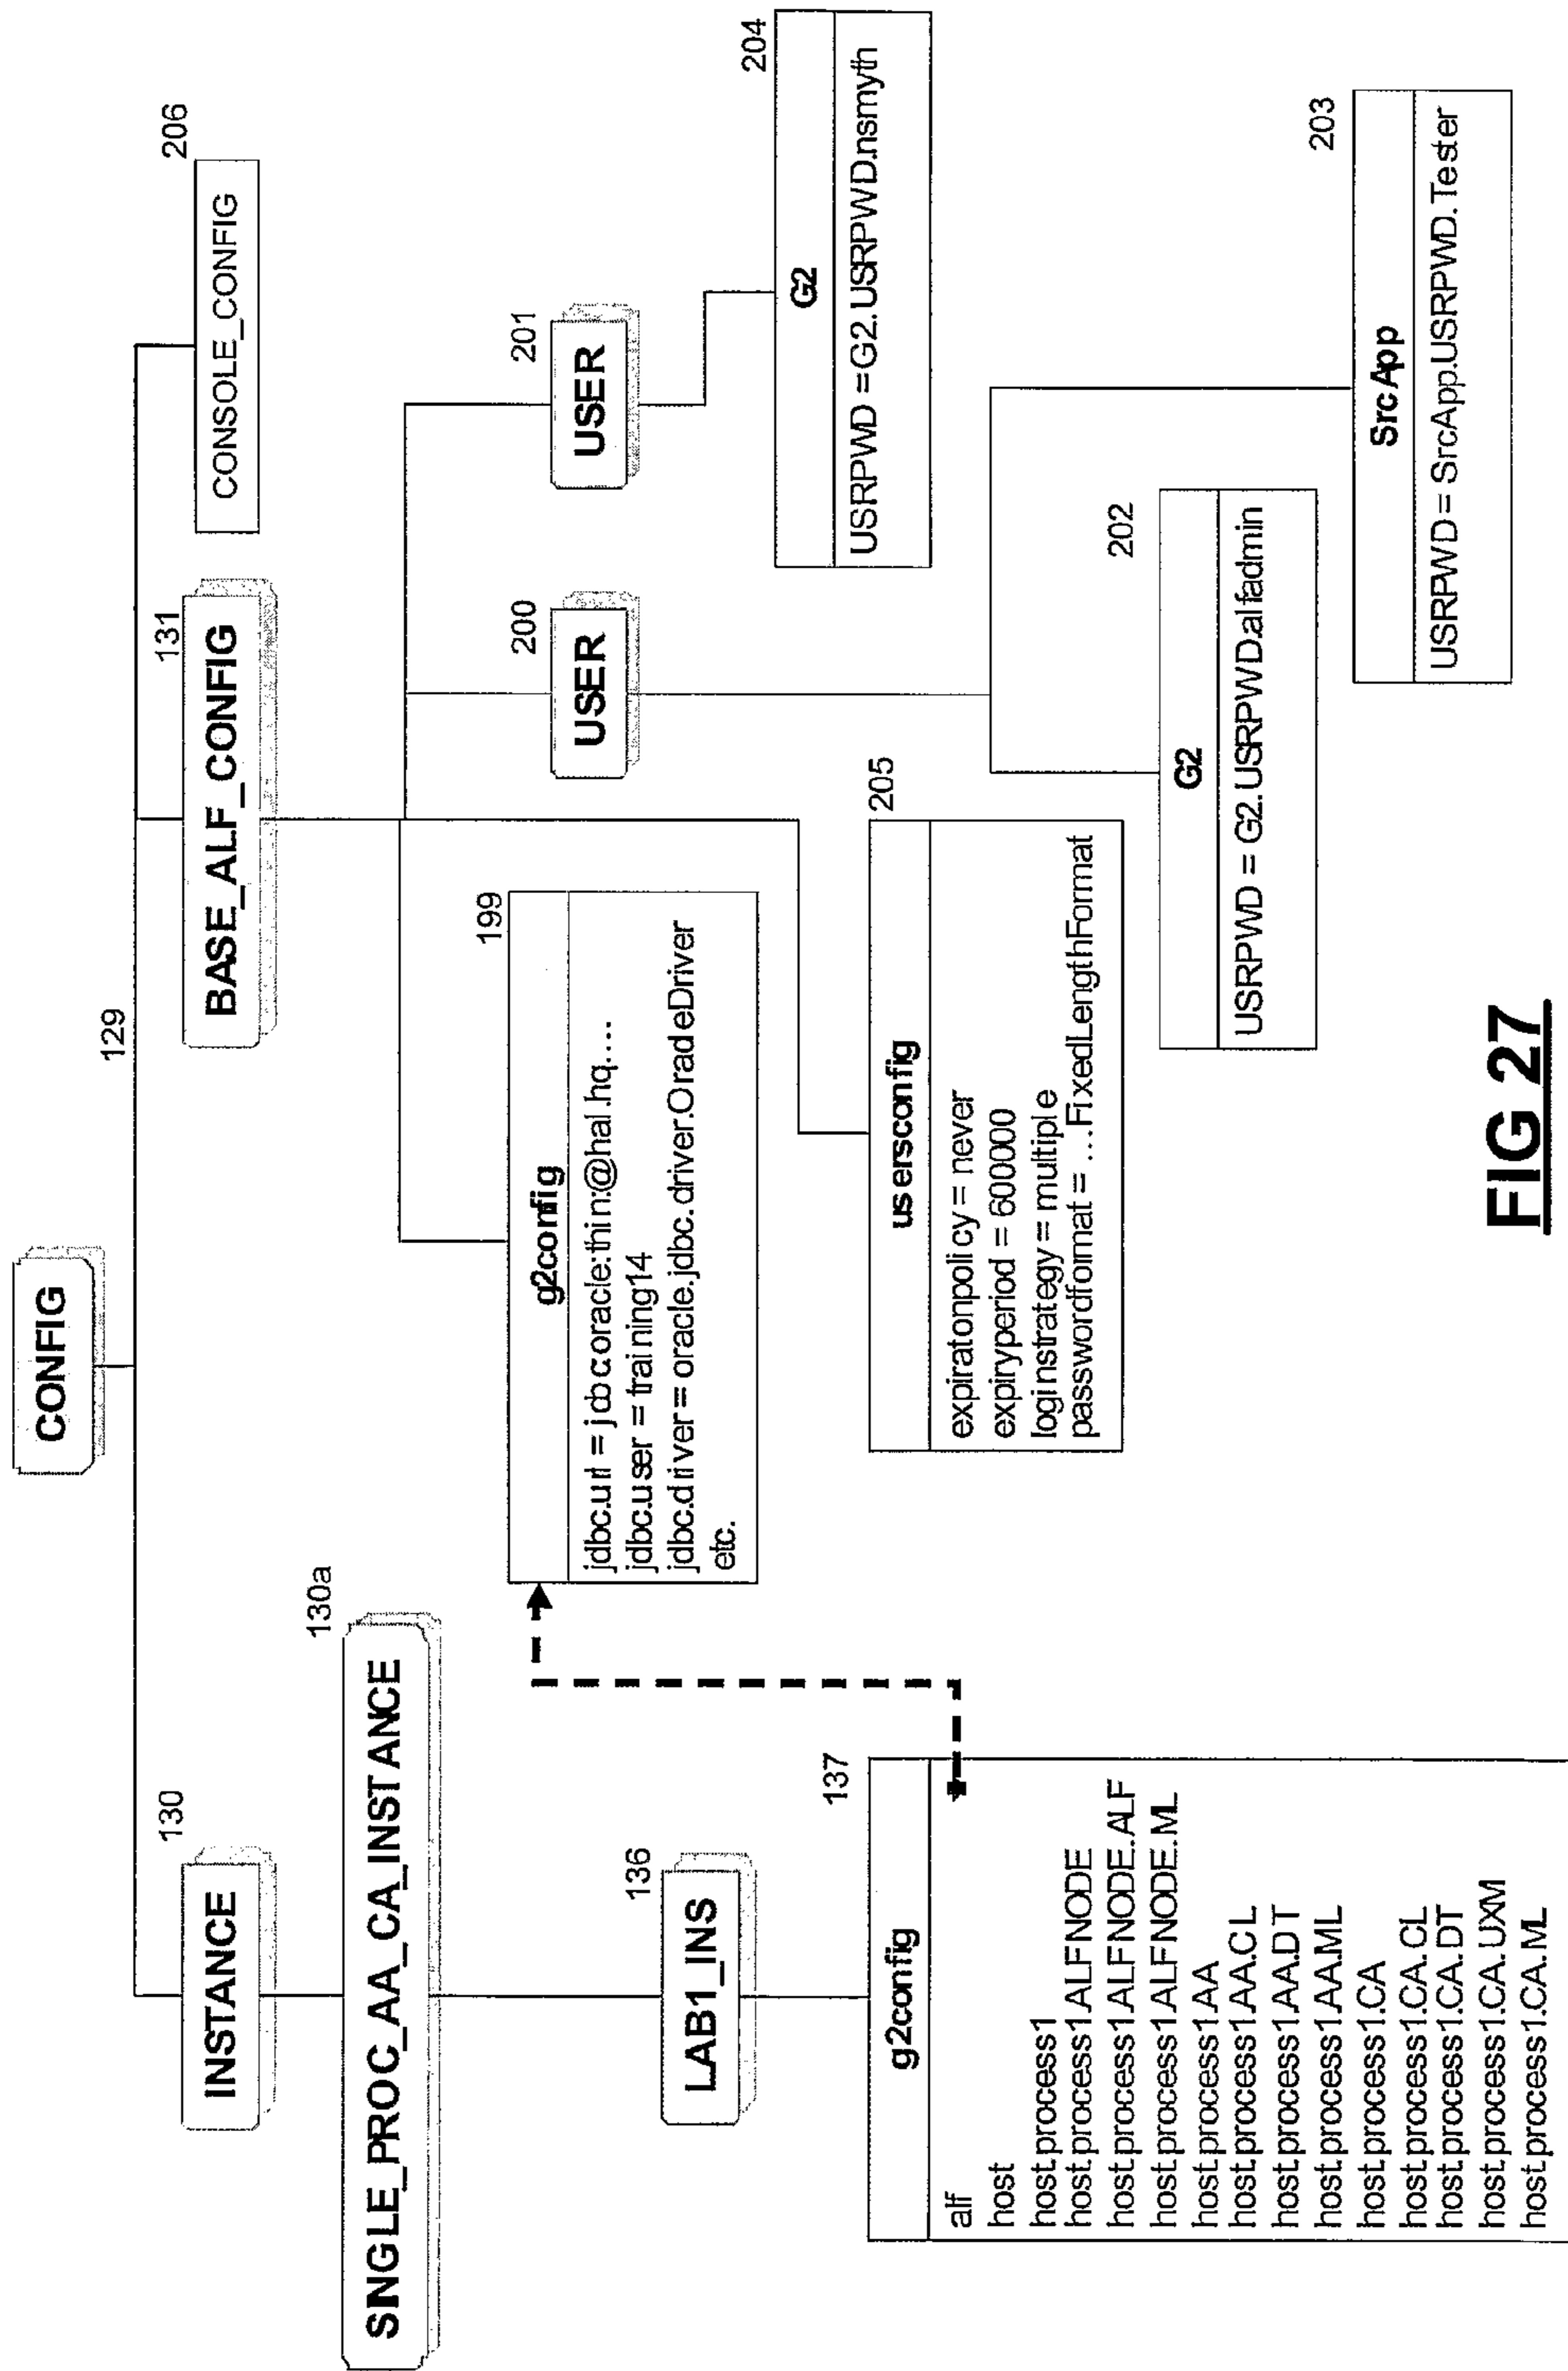 CONFIG
129
130
INSTANCE
131
BASE_ALF_CONFIG
206
CONSOLE_CONFIG
130a
SNGLE_PROC_AA_CA_INSTANCE
199
g2config
jdbc.url = jdbc:oracle:thin:@hal.hq....
jdbc.user = training14
jdbc.driver = oracle.jdbc.driver.OracleDriver
etc.
200
USER
201
USER
136
LAB1_INS
204
G2
USRPWD = G2.USRPWD.nsmyth
137
g2config
alf
host
host.process1
host.process1.ALFNODE
host.process1.ALFNODE.ALF
host.process1.ALFNODE.ML
host.process1.AA
host.process1.AA.CL
host.process1.AA.DT
host.process1.AA.ML
host.process1.CA
host.process1.CA.CL
host.process1.CA.DT
host.process1.CA.UXM
host.process1.CA.ML
205
usersconfig
expiratonpolicy = never
expiryperiod = 600000
loginstrategy = multiple
passwordformat = ...FixedLengthFormat
202
G2
USRPWD = G2.USRPWD.alfadmin
203
SrcApp
USRPWD = SrcApp.USRPWD.Tester
FIG 27